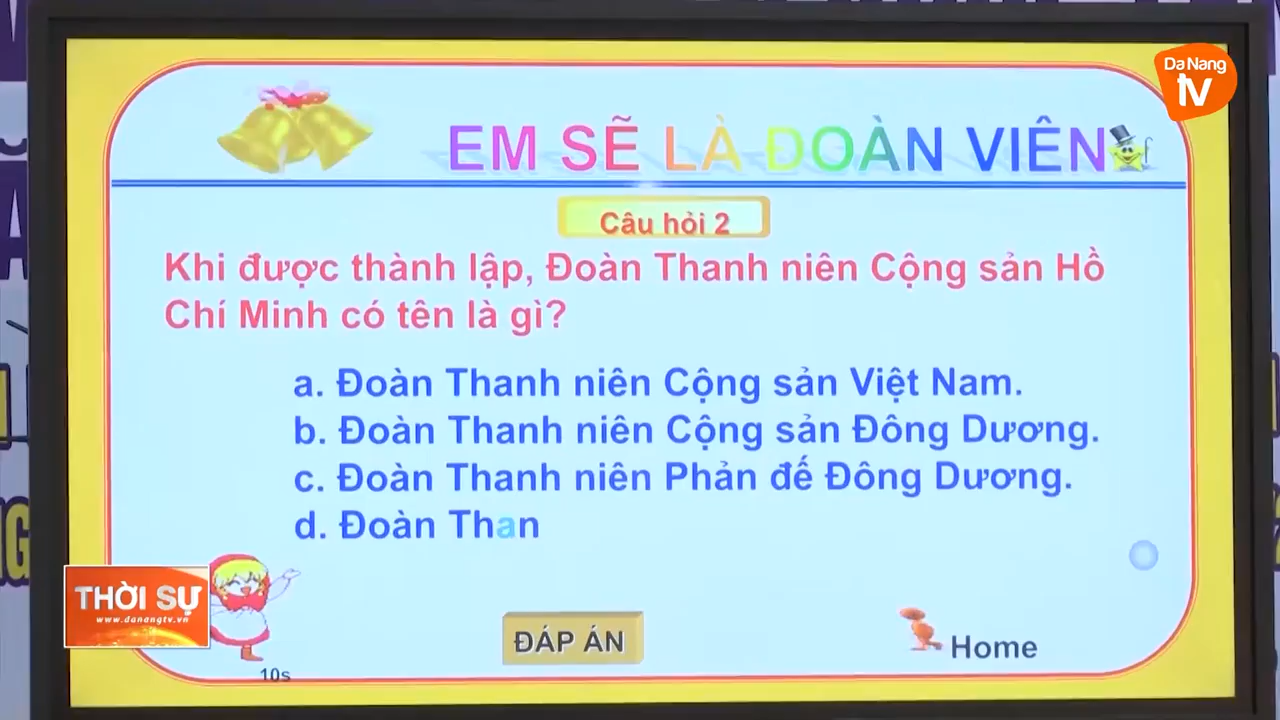 Da Nang
tv
EM SẼ LÀ ĐOÀN VIÊN
Câu hỏi 2
Khi được thành lập, Đoàn Thanh niên Cộng sản Hồ
Chí Minh có tên là gì?
a. Đoàn Thanh niên Cộng sản Việt Nam.
b. Đoàn Thanh niên Cộng sản Đông Dương.
c. Đoàn Thanh niên Phản đế Đông Dương.
d. Đoàn Than
THỜI SỰ
www.danangtv.vn
10s
ĐÁP ÁN
Home